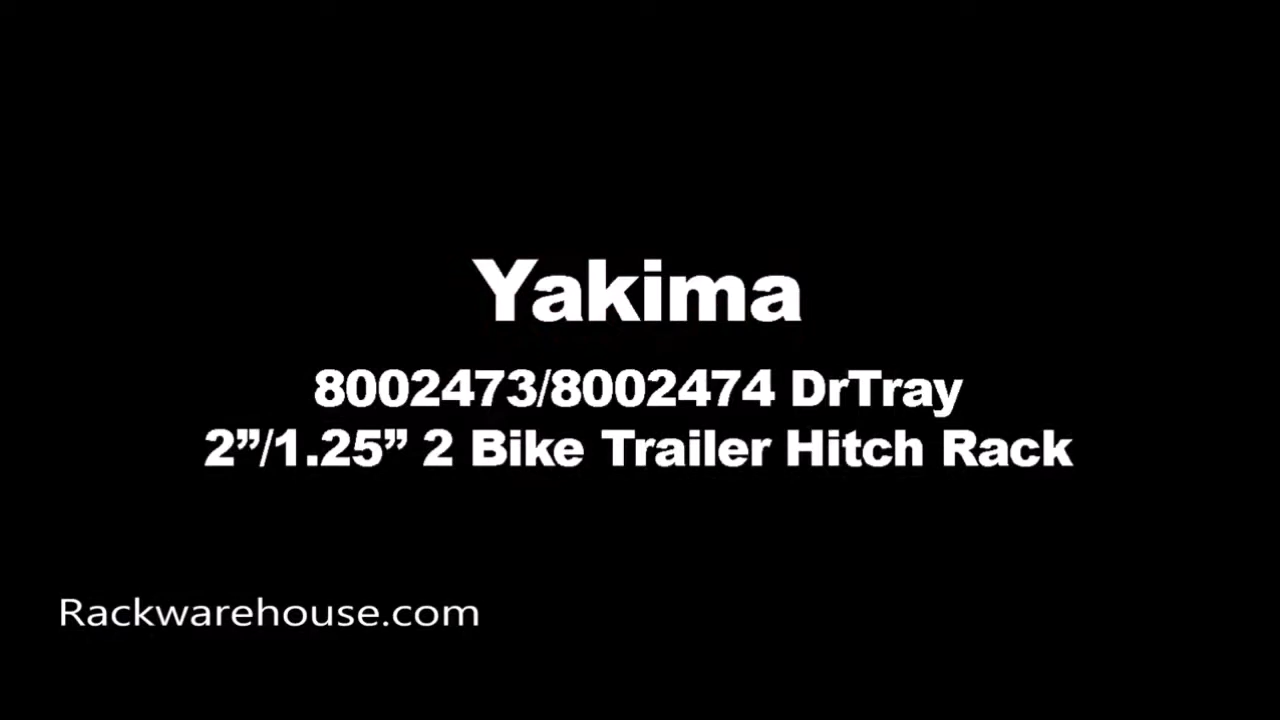 Yakima
8002473/8002474 DrTray
2”/1.25” 2 Bike Trailer Hitch Rack
Rackwarehouse.com